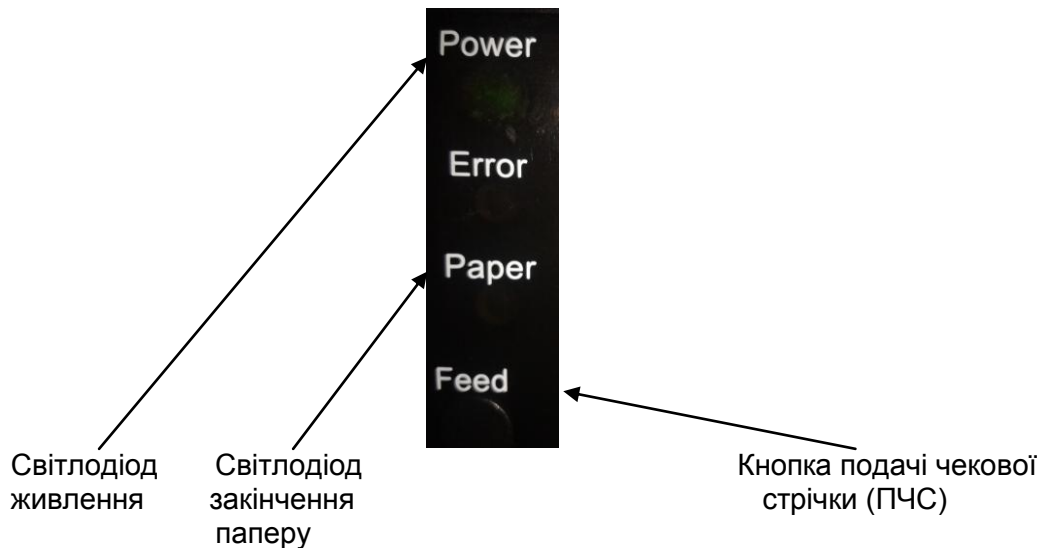 Power
Error
Paper
Feed
Світлодіод
живлення
Світлодіод
закінчення
паперу
Кнопка подачі чекової
стрічки (ПЧС)